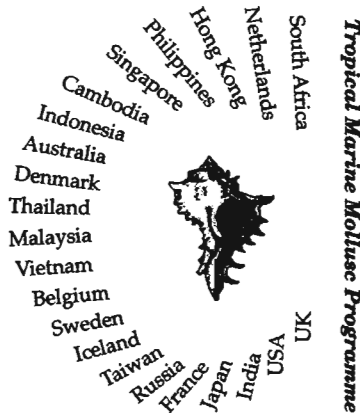 Tropical Marine Mollusc Programme
South Africa
Netherlands
Hong Kong
Philippines
Singapore
Cambodia
Indonesia
Australia
Denmark
Thailand
Malaysia
Vietnam
Belgium
Sweden
Iceland
Taiwan
Russia
France
Japan
India
USA
UK